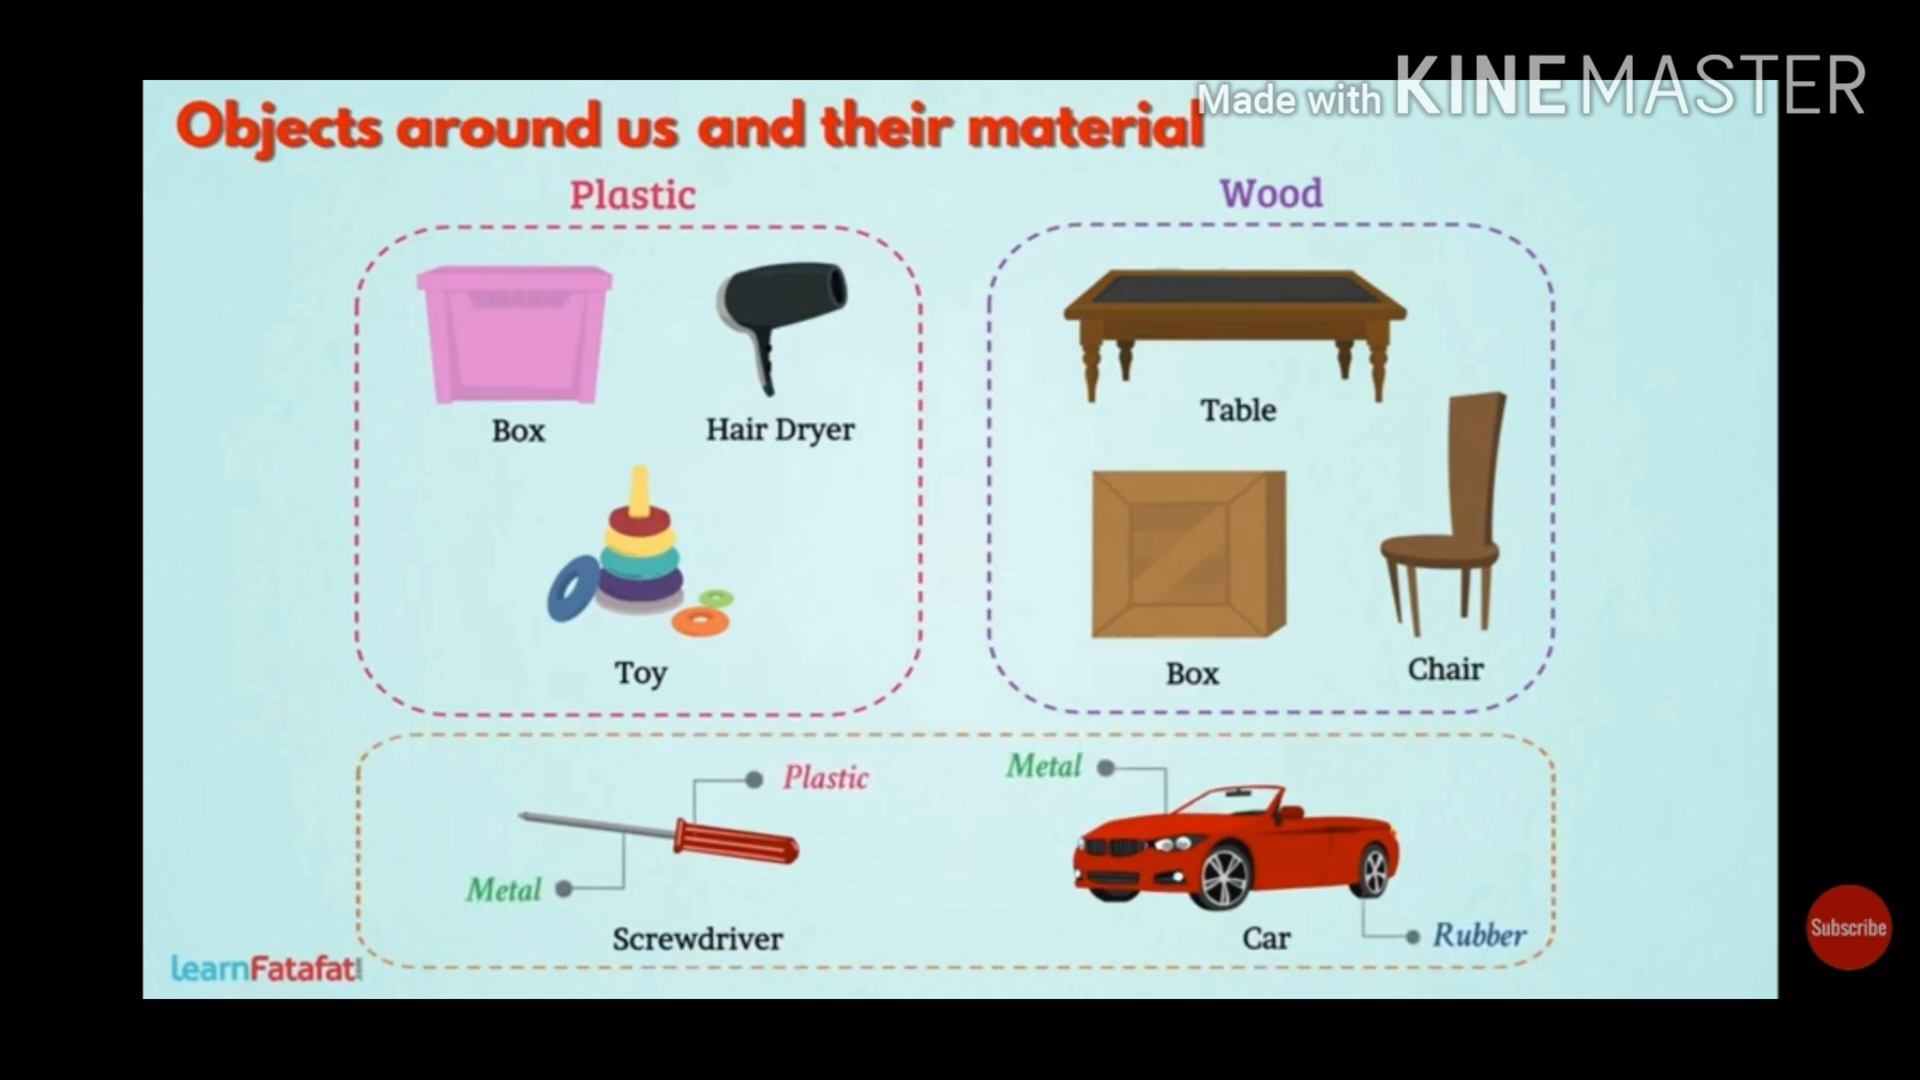 Made with KINEMASTER
Objects around us and their material
Plastic
Wood
Box
Hair Dryer
Table
Toy
Box
Chair
Plastic
Metal
Metal
Screwdriver
Car
Rubber
learnFatafat
Subscribe